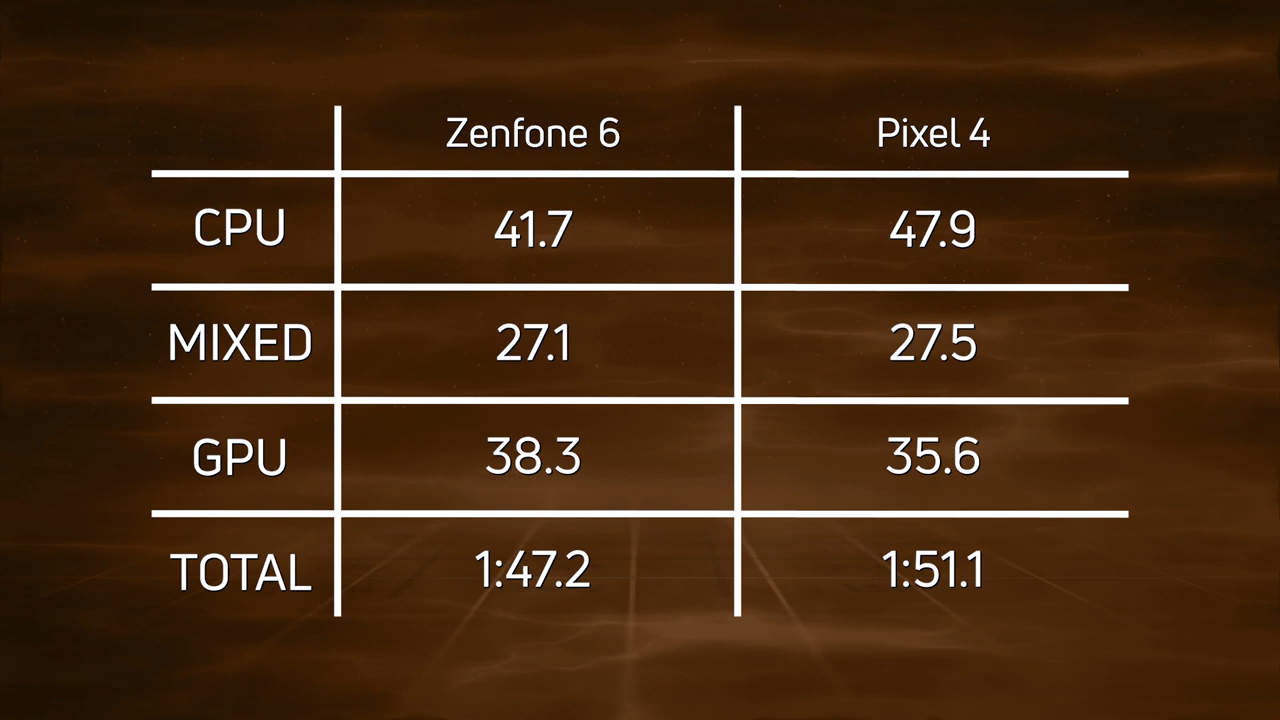 Zenfone 6 Pixel 4
CPU 41.7 47.9
MIXED 27.1 27.5
GPU 38.3 35.6
TOTAL 1:47.2 1:51.1